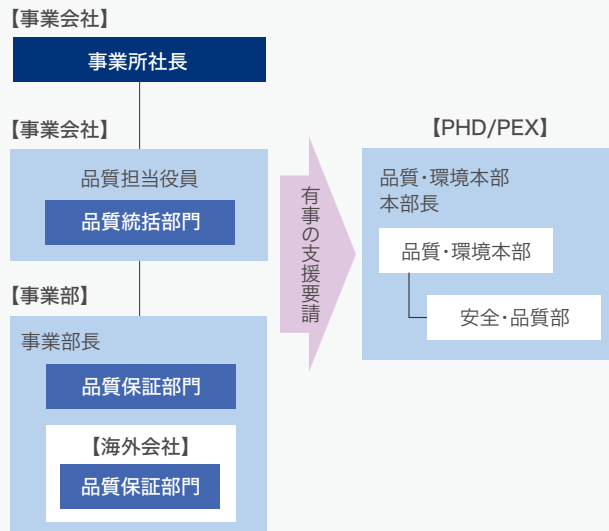 【事業会社】
事業所社長
【事業会社】
品質担当役員
品質統括部門
【事業部】
事業部長
品質保証部門
【海外会社】
品質保証部門
有事の支援要請
【PHD/PEX】
品質・環境本部
本部長
品質・環境本部
安全・品質部